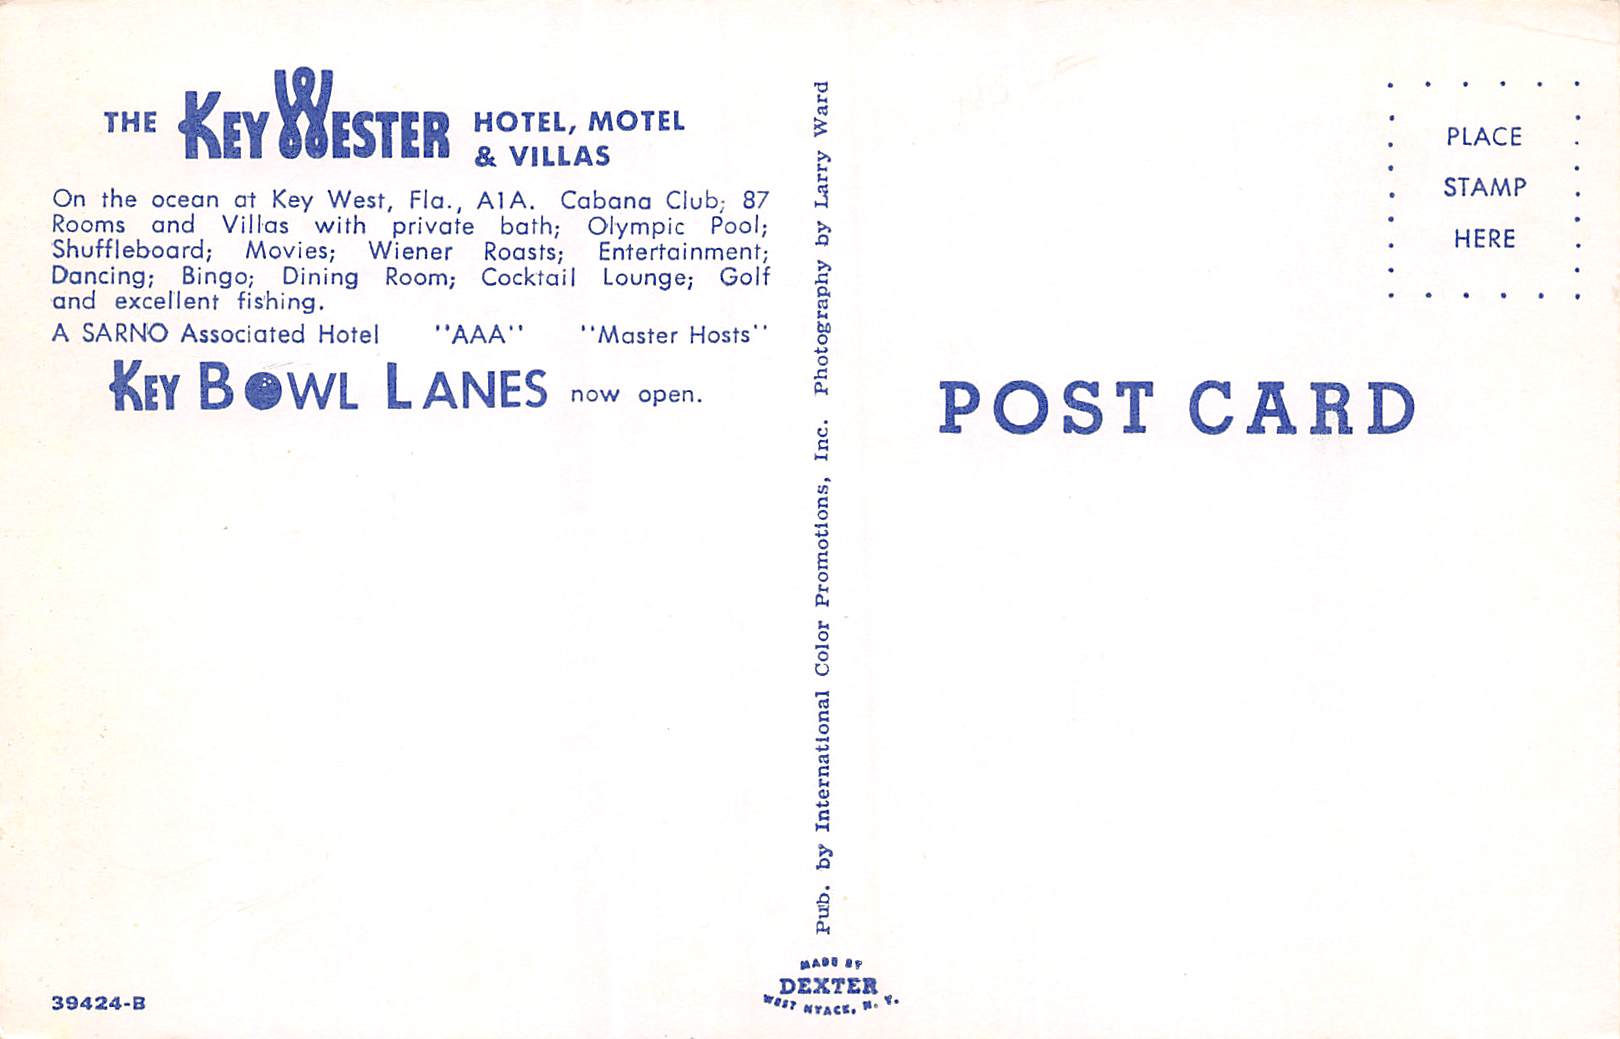 THE KEY WESTER HOTEL, MOTEL
& VILLAS
On the ocean at Key West, Fla., A1A. Cabana Club; 87
Rooms and Villas with private bath; Olympic Pool;
Shuffleboard; Movies; Wiener Roasts; Entertainment;
Dancing; Bingo; Dining Room; Cocktail Lounge; Golf
and excellent fishing.
A SARNO Associated Hotel "AAA" "Master Hosts"
KEY BOWL LANES now open.
39424-B
Pub. by International Color Promotions, Inc. Photography by Larry Ward
MADE BY
DEXTER
WEST NYACK, N. Y.
PLACE
STAMP
HERE
POST CARD